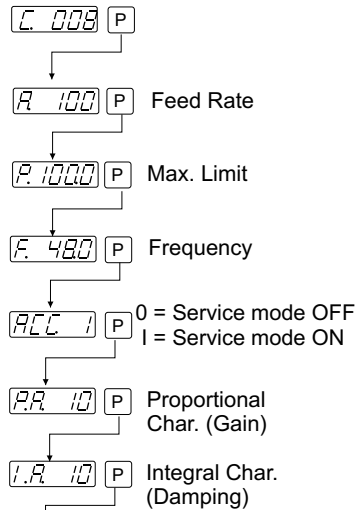 C. 008 P
A 100 P Feed Rate
P. 100.0 P Max. Limit
F. 48.0 P Frequency
ACC. 1 P 0 = Service mode OFF
I = Service mode ON
P.A. 10 P Proportional
Char. (Gain)
I.A. 10 P Integral Char.
(Damping)